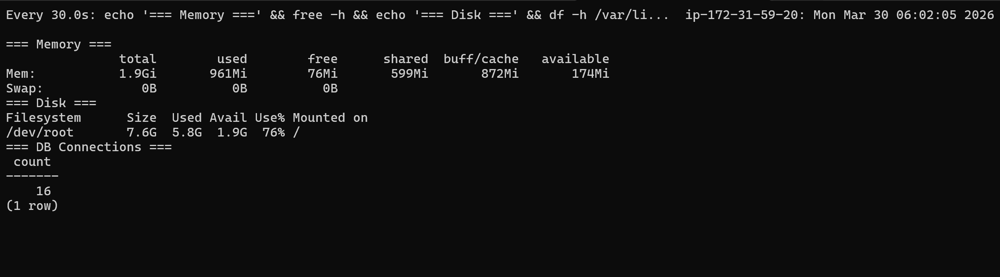 Every 30.0s: echo '=== Memory ===' && free -h && echo '=== Disk ===' && df -h /var/li...  ip-172-31-59-20: Mon Mar 30 06:02:05 2026
=== Memory ===
               total        used        free      shared  buff/cache   available
Mem:           1.9Gi       961Mi        76Mi       599Mi       872Mi       174Mi
Swap:             0B          0B          0B
=== Disk ===
Filesystem      Size  Used Avail Use% Mounted on
/dev/root       7.6G  5.8G  1.9G  76% /
=== DB Connections ===
 count
-------
    16
(1 row)